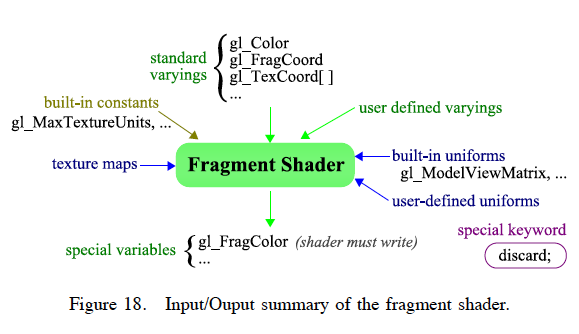 standard
varyings
gl_Color
gl_FragCoord
gl_TexCoord[ ]
...
built-in constants
gl_MaxTextureUnits, ...
user defined varyings
texture maps
Fragment Shader
built-in uniforms
gl_ModelViewMatrix, ...
user-defined uniforms
special variables
gl_FragColor (shader must write)
...
special keyword
discard;
Figure 18. Input/Ouput summary of the fragment shader.